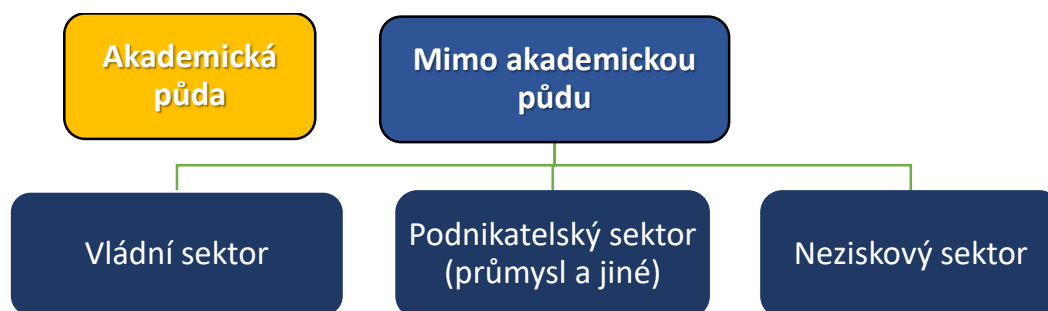 Akademická
půda
Mimo akademickou
půdu
Vládní sektor
Podnikatelský sektor
(průmysl a jiné)
Neziskový sektor